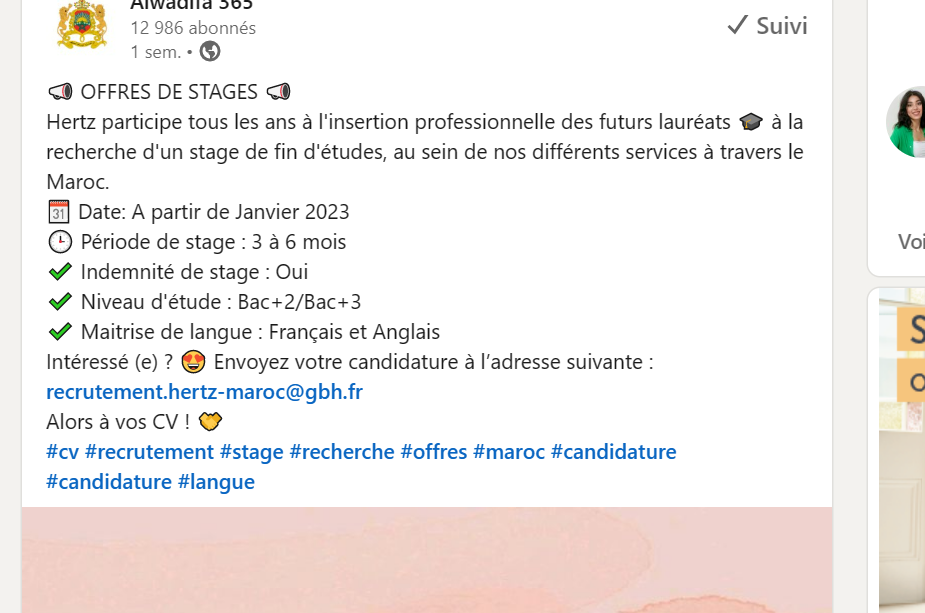 Alwadifa 365
12 986 abonnés
Suivi
1 sem. •
OFFRES DE STAGES
Hertz participe tous les ans à l'insertion professionnelle des futurs lauréats 🎓 à la
recherche d'un stage de fin d'études, au sein de nos différents services à travers le
Maroc.
Date: A partir de Janvier 2023
Période de stage : 3 à 6 mois
Indemnité de stage : Oui
Niveau d'étude : Bac+2/Bac+3
Maitrise de langue : Français et Anglais
Intéressé (e) ? 😍 Envoyez votre candidature à l’adresse suivante :
recrutement.hertz-maroc@gbh.fr
Alors à vos CV !
#cv #recrutement #stage #recherche #offres #maroc #candidature
#candidature #langue